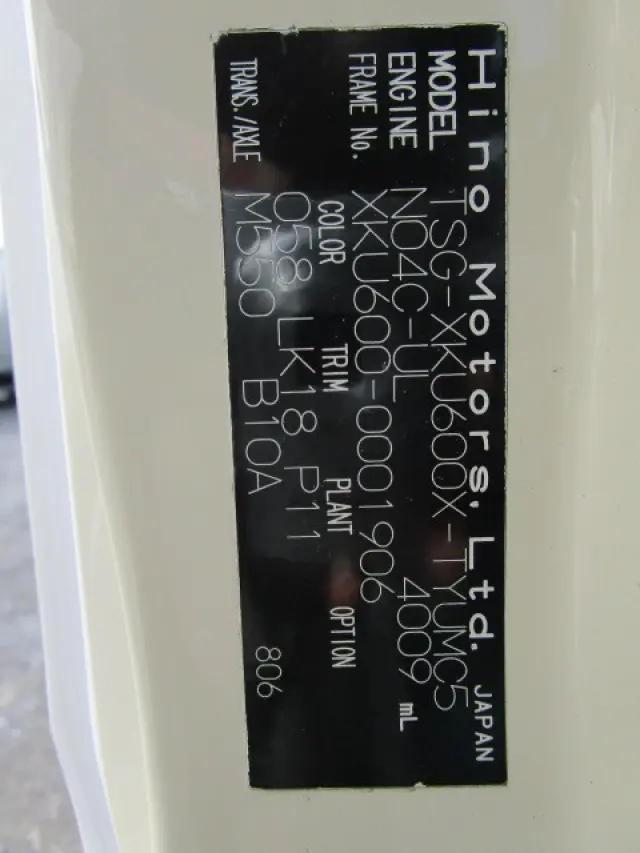 Hino Motors, Ltd. JAPAN
MODEL TSG-XKU600X-TYUMC5
ENGINE N04C-UL 4009 mL
FRAME No. XKU600-0001906
COLOR TRIM PLANT OPTION
058 LK18 P11
TRANS./AXLE M550 B10A 806